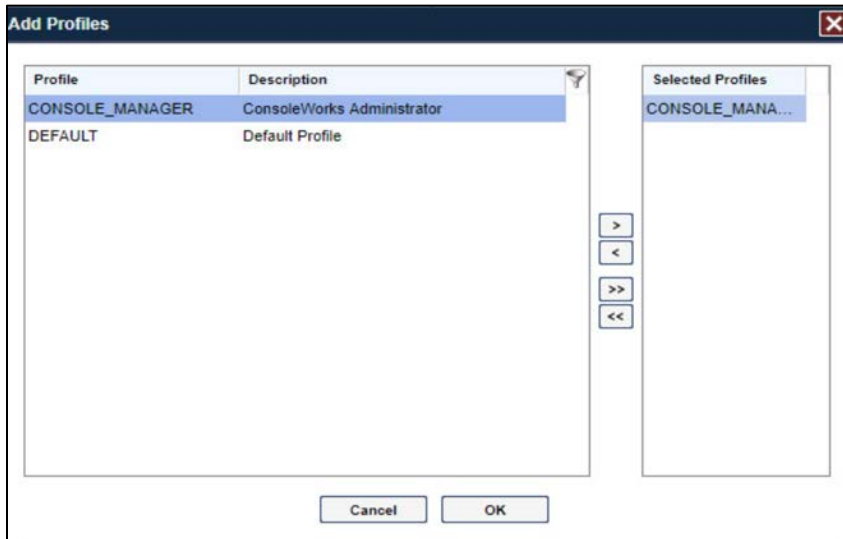 Add Profiles
Profile Description Selected Profiles
CONSOLE_MANAGER ConsoleWorks Administrator CONSOLE_MANA...
DEFAULT Default Profile
>
<
>>
<<
Cancel OK